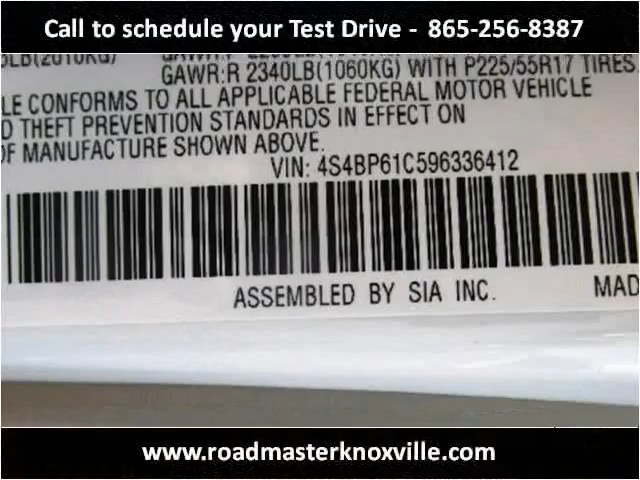 Call to schedule your Test Drive - 865-256-8387
GAWR:R 2340LB(1060KG) WITH P225/55R17 TIRES
LE CONFORMS TO ALL APPLICABLE FEDERAL MOTOR VEHICLE
D THEFT PREVENTION STANDARDS IN EFFECT ON
OF MANUFACTURE SHOWN ABOVE.
VIN: 4S4BP61C596336412
ASSEMBLED BY SIA INC. MAD
www.roadmasterknoxville.com